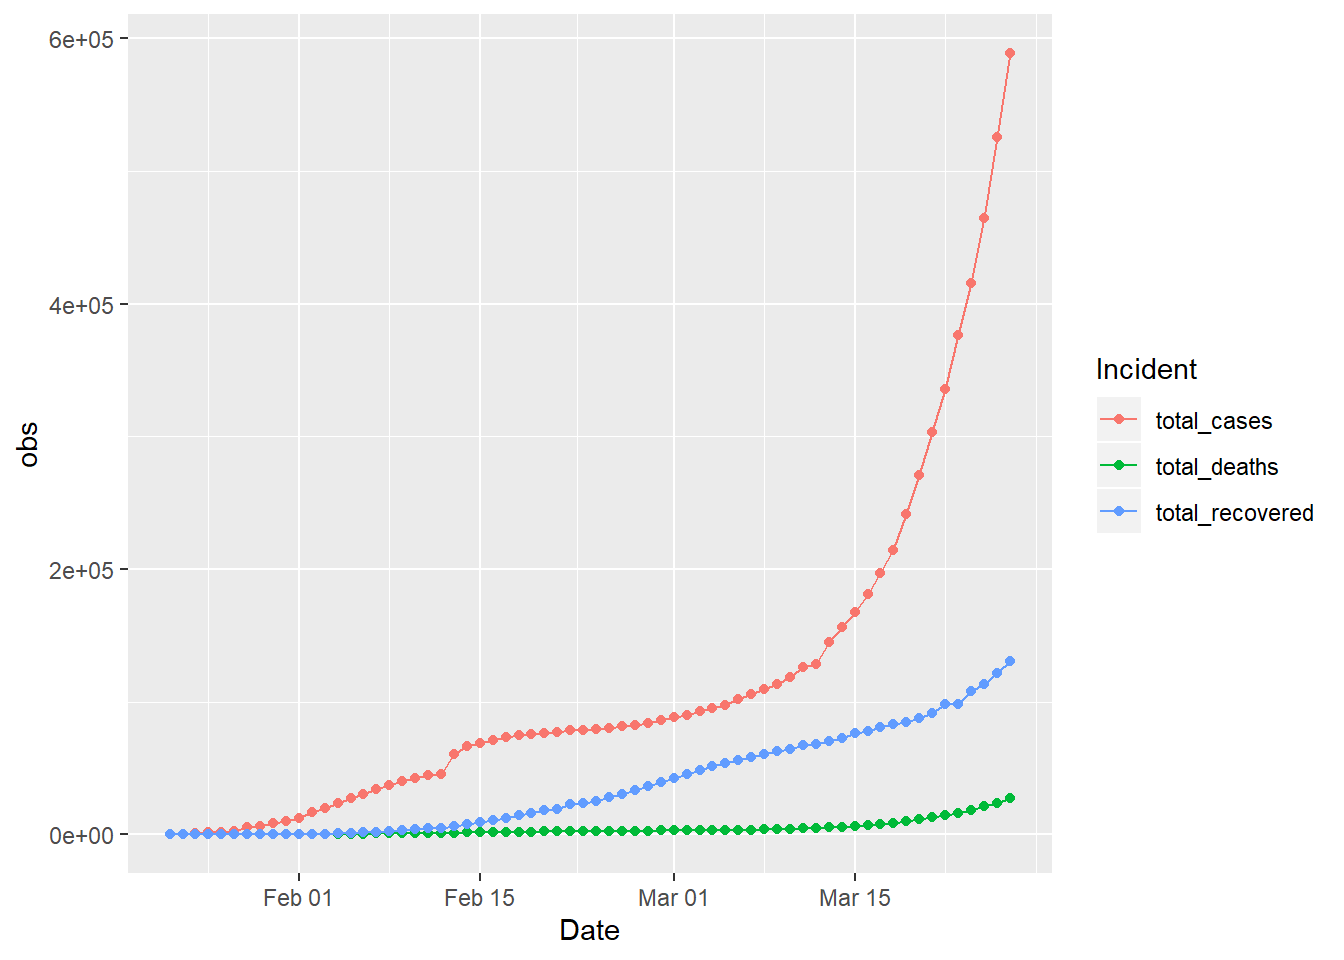 6e+05
4e+05
2e+05
0e+00
obs
Feb 01
Feb 15
Mar 01
Mar 15
Date
Incident
total_cases
total_deaths
total_recovered